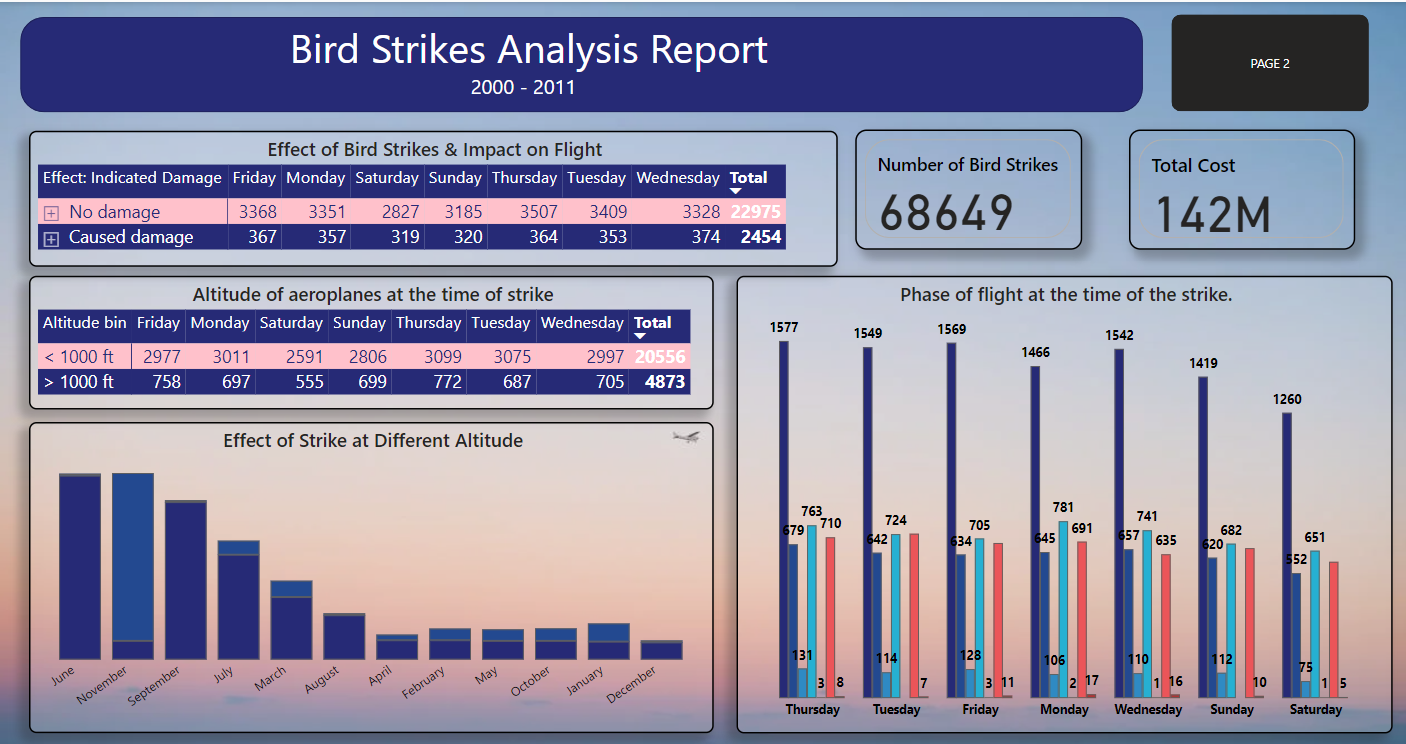 Bird Strikes Analysis Report
2000 - 2011
PAGE 2
Effect of Bird Strikes & Impact on Flight
Effect: Indicated Damage Friday Monday Saturday Sunday Thursday Tuesday Wednesday Total
No damage 3368 3351 2827 3185 3507 3409 3328 22975
Caused damage 367 357 319 320 364 353 374 2454
Number of Bird Strikes
68649
Total Cost
142M
Altitude of aeroplanes at the time of strike
Altitude bin Friday Monday Saturday Sunday Thursday Tuesday Wednesday Total
< 1000 ft 2977 3011 2591 2806 3099 3075 2997 20556
> 1000 ft 758 697 555 699 772 687 705 4873
Effect of Strike at Different Altitude
June November September July March August April February May October January December
Phase of flight at the time of the strike.
1577 1549 1569 1466 1542 1419 1260
679 763 710 642 724 634 705 645 781 691 657 741 635 620 682 552 651
131 3 8 114 7 128 3 11 106 2 17 110 1 16 112 10 75 1 5
Thursday Tuesday Friday Monday Wednesday Sunday Saturday